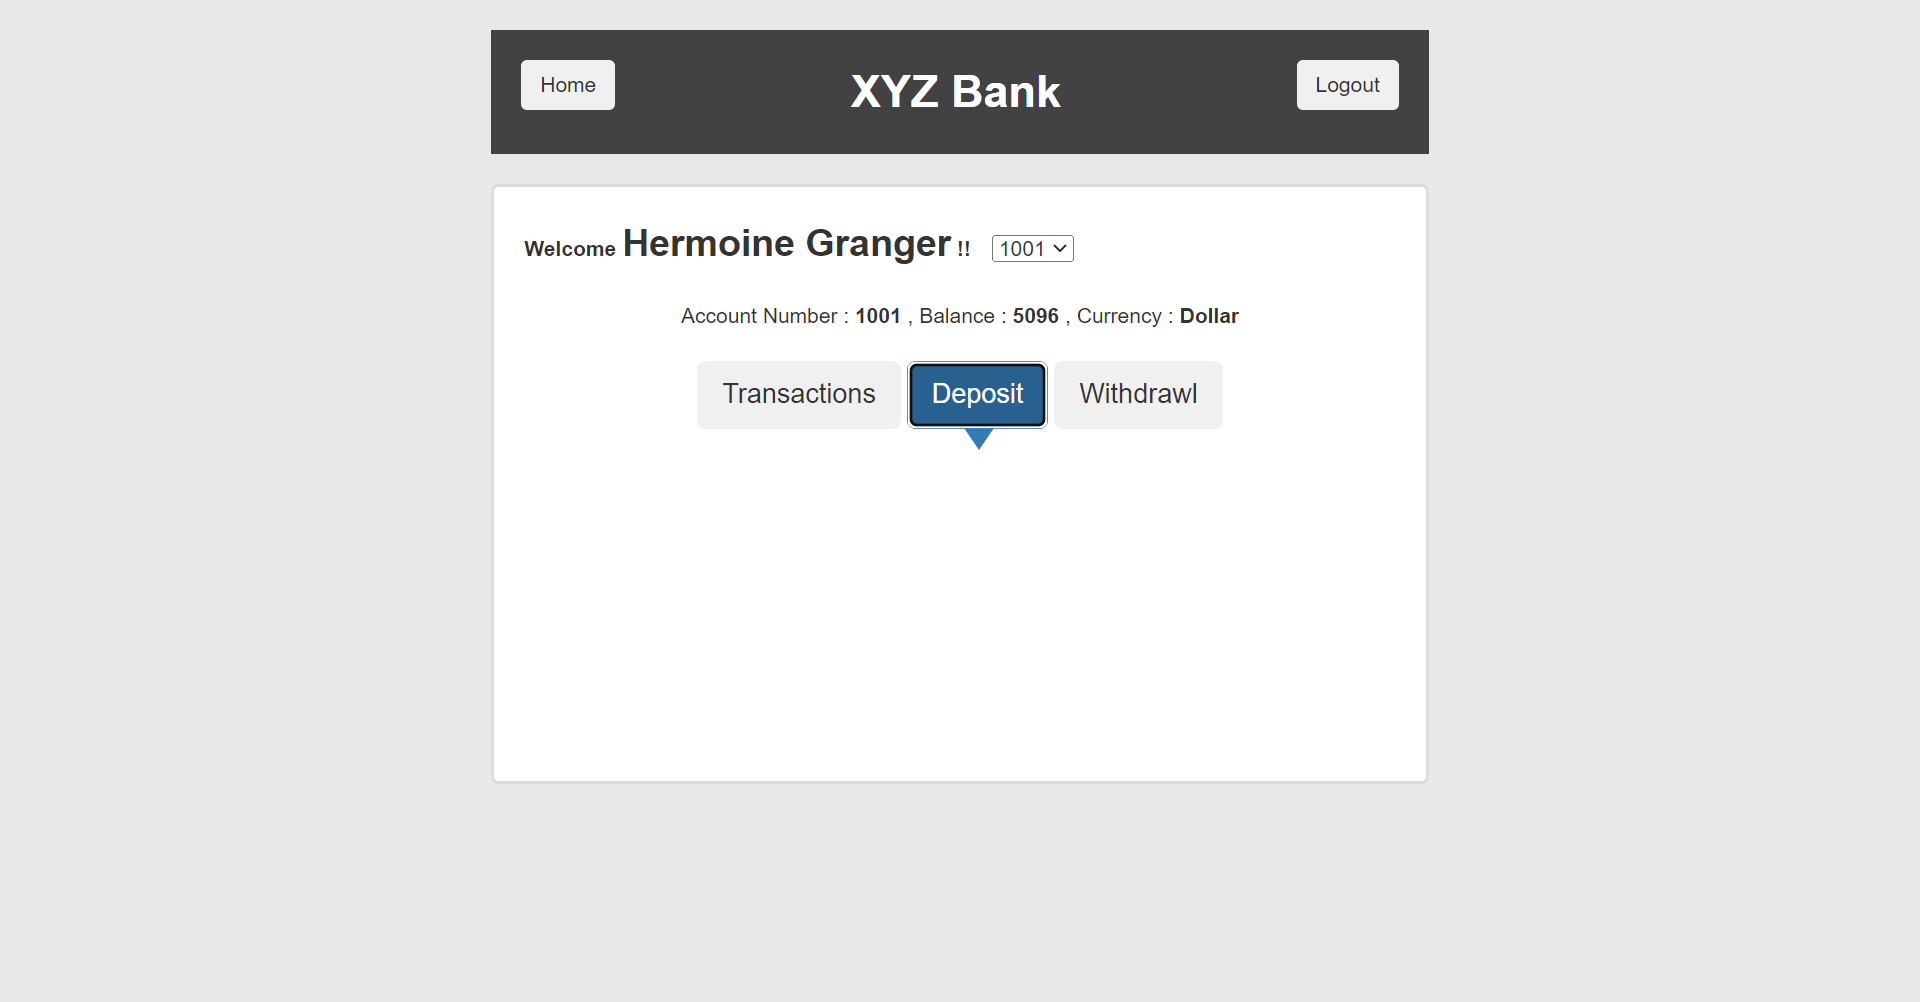 Home
XYZ Bank
Logout
Welcome Hermoine Granger !! 1001
Account Number : 1001 , Balance : 5096 , Currency : Dollar
Transactions
Deposit
Withdrawl